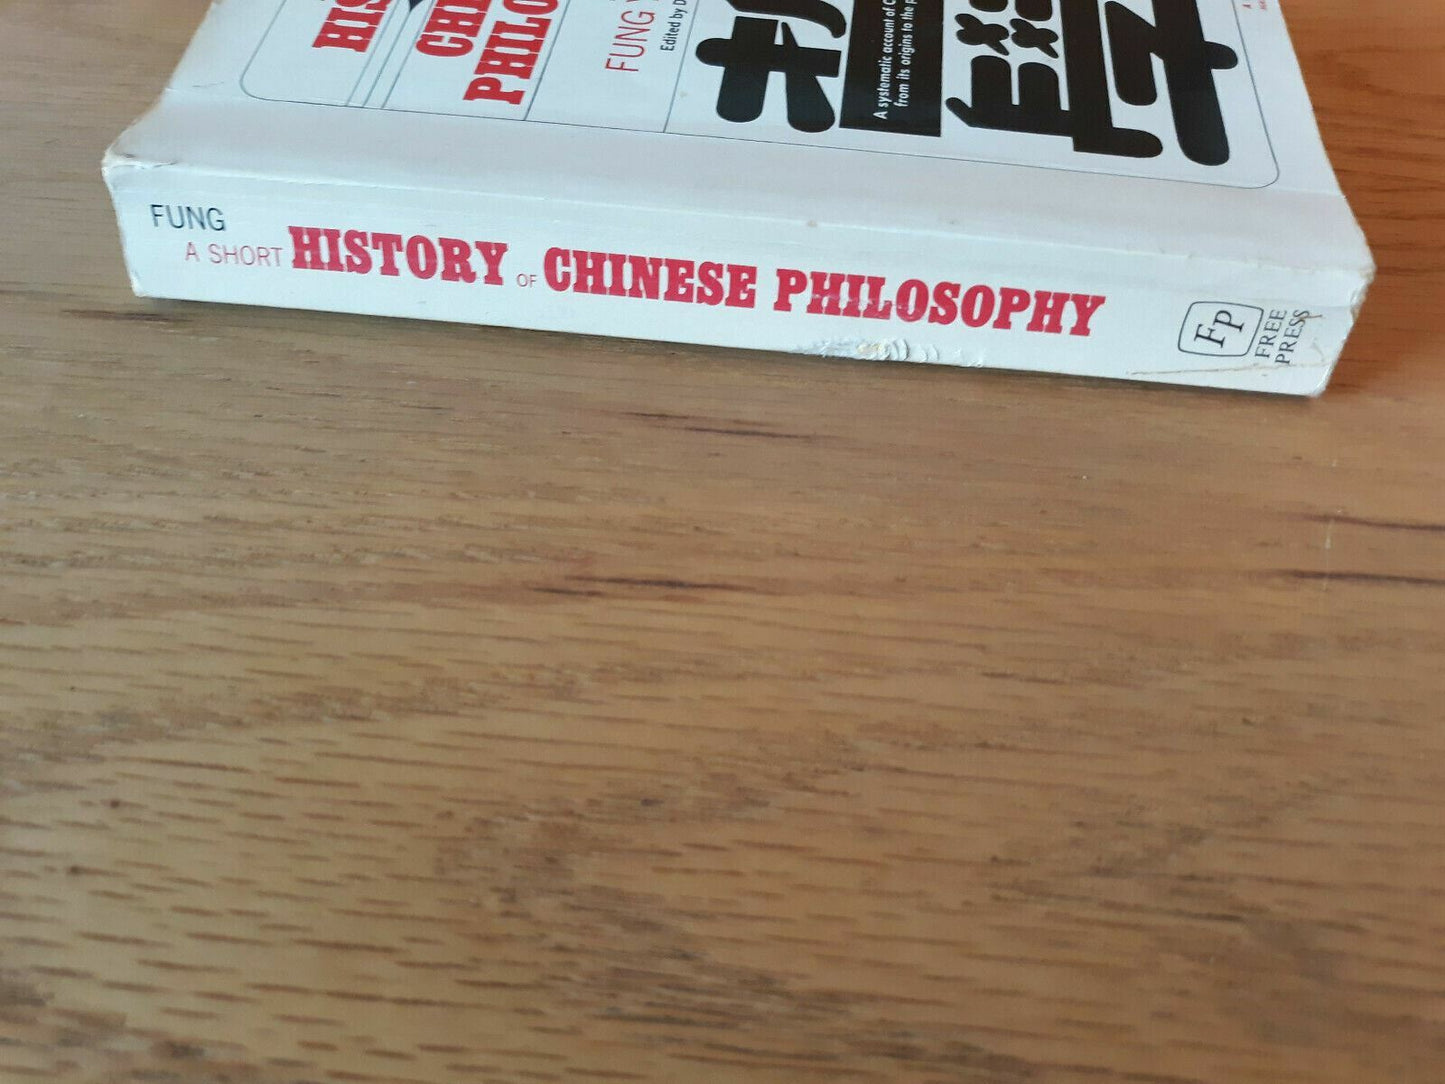 HIS
CHI
PHILO
FUNG Y
Edited by D
A systematic account of C
from its origins to the p
學
FUNG
A SHORT HISTORY OF CHINESE PHILOSOPHY
FP
FREE
PRESS